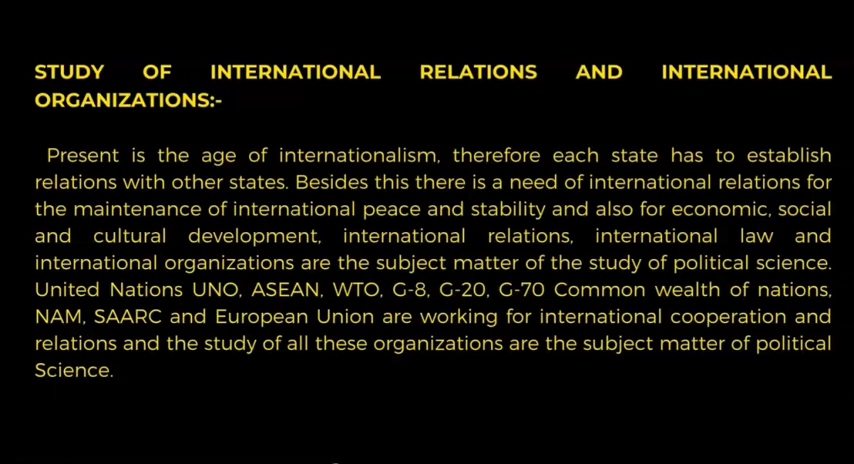 STUDY OF INTERNATIONAL RELATIONS AND INTERNATIONAL
ORGANIZATIONS:-
Present is the age of internationalism, therefore each state has to establish
relations with other states. Besides this there is a need of international relations for
the maintenance of international peace and stability and also for economic, social
and cultural development, international relations, international law and
international organizations are the subject matter of the study of political science.
United Nations UNO, ASEAN, WTO, G-8, G-20, G-70 Common wealth of nations,
NAM, SAARC and European Union are working for international cooperation and
relations and the study of all these organizations are the subject matter of political
Science.